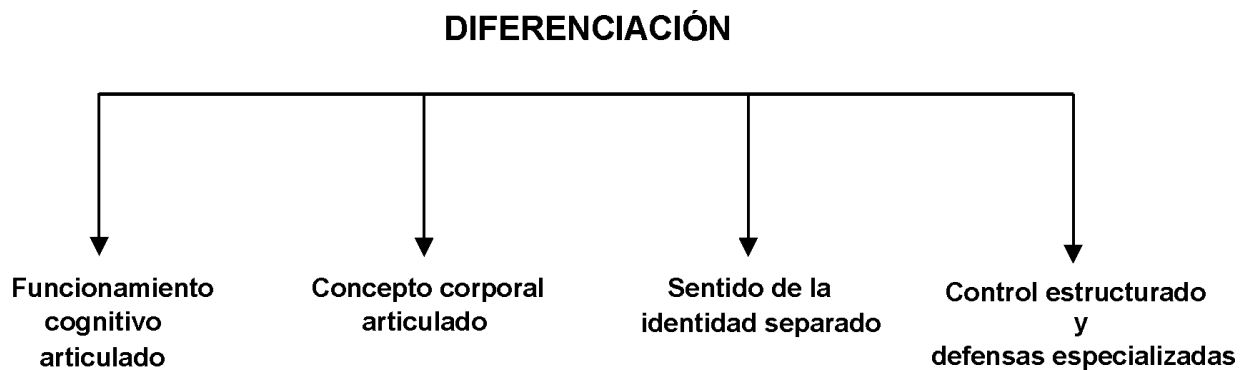 DIFERENCIACIÓN
Funcionamiento
cognitivo
articulado
Concepto corporal
articulado
Sentido de la
identidad separado
Control estructurado
y
defensas especializadas